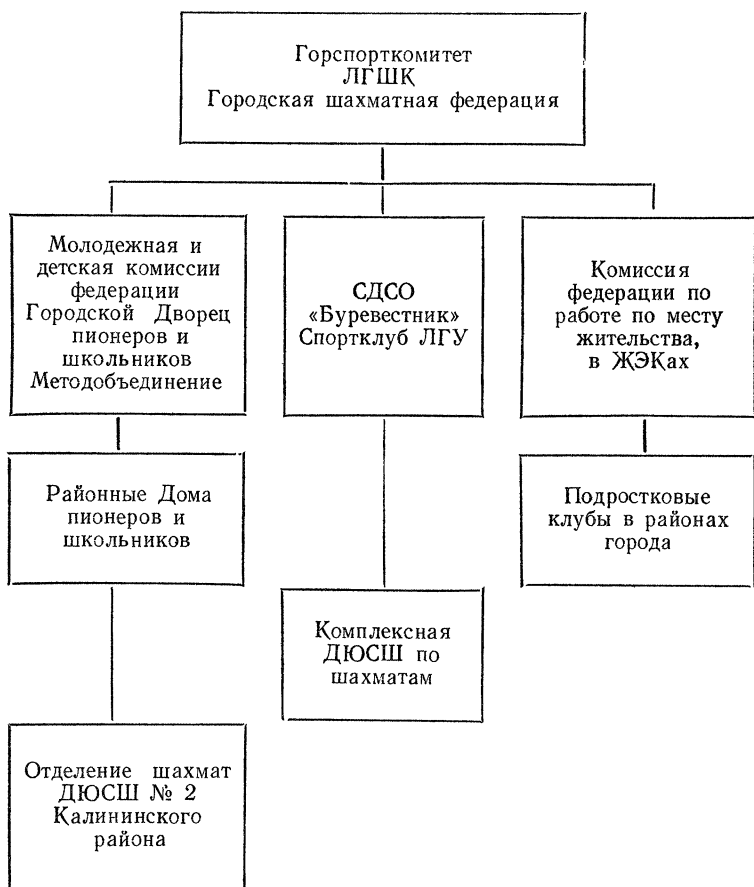 Горспорткомитет
ЛГШК
Городская шахматная федерация
Молодежная и
детская комиссии
федерации
Городской Дворец
пионеров и
школьников
Методобъединение
СДСО
«Буревестник»
Спортклуб ЛГУ
Комиссия
федерации по
работе по месту
жительства,
в ЖЭКах
Районные Дома
пионеров и
школьников
Подростковые
клубы в районах
города
Комплексная
ДЮСШ по
шахматам
Отделение шахмат
ДЮСШ № 2
Калининского
района